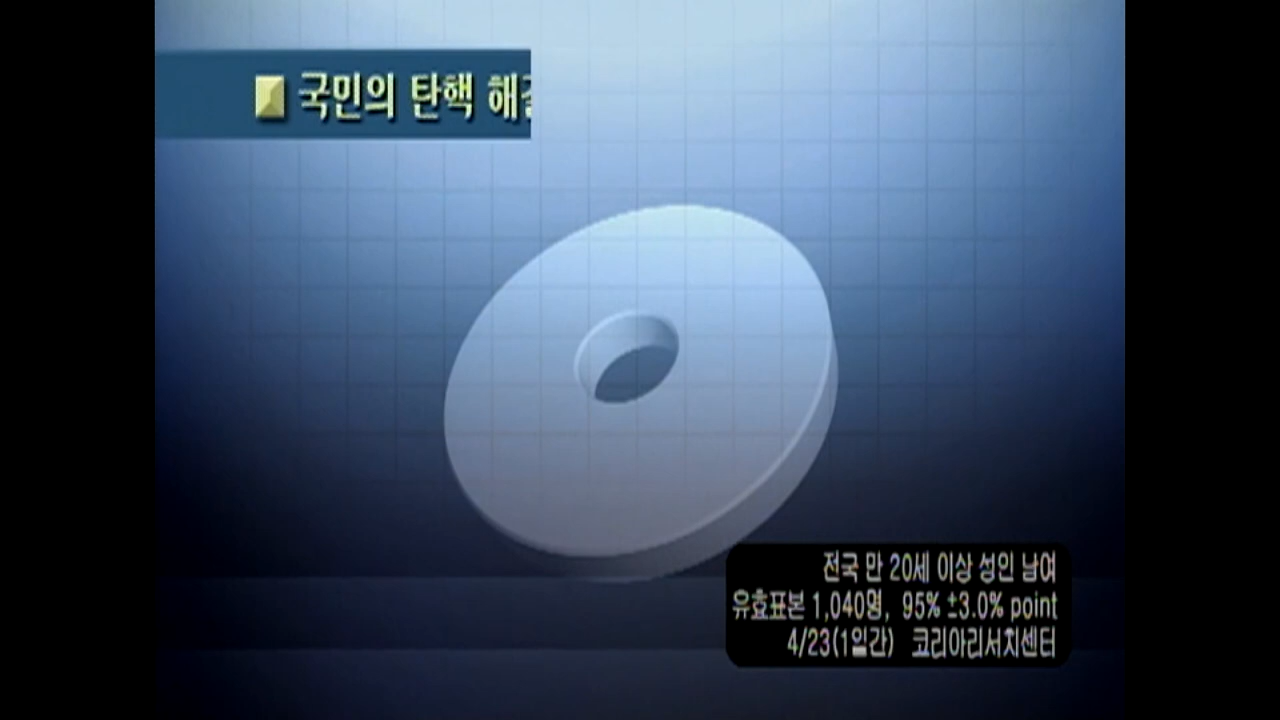 국민의 탄핵
전국 만 20세 이상 성인 남여
유효표본 1,040명, 95% ±3.0% point
4/23(1일간) 코리아리서치센터